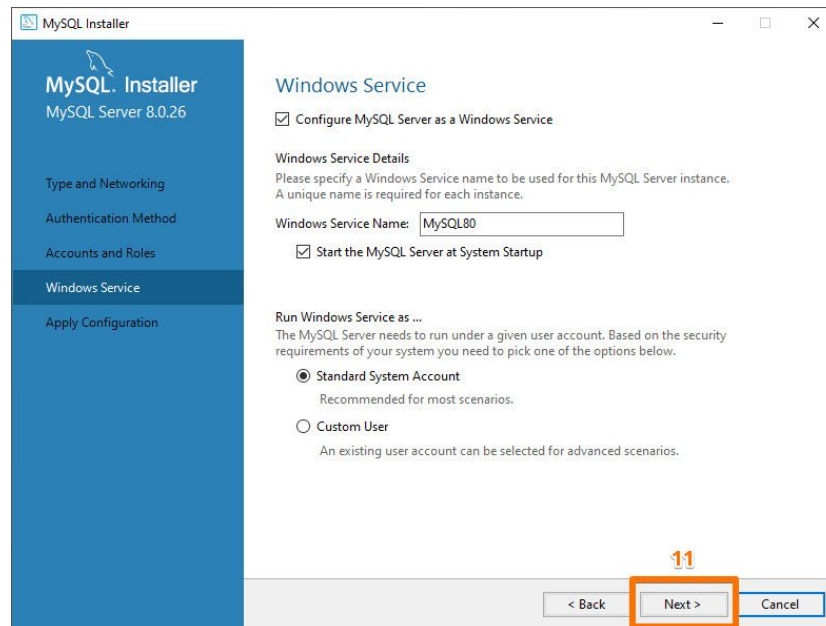 MySQL Installer
MySQL. Installer
MySQL Server 8.0.26
Type and Networking
Authentication Method
Accounts and Roles
Windows Service
Apply Configuration
Windows Service
Configure MySQL Server as a Windows Service
Windows Service Details
Please specify a Windows Service name to be used for this MySQL Server instance.
A unique name is required for each instance.
Windows Service Name: MySQL80
Start the MySQL Server at System Startup
Run Windows Service as ...
The MySQL Server needs to run under a given user account. Based on the security
requirements of your system you need to pick one of the options below.
Standard System Account
Recommended for most scenarios.
Custom User
An existing user account can be selected for advanced scenarios.
11
< Back Next > Cancel